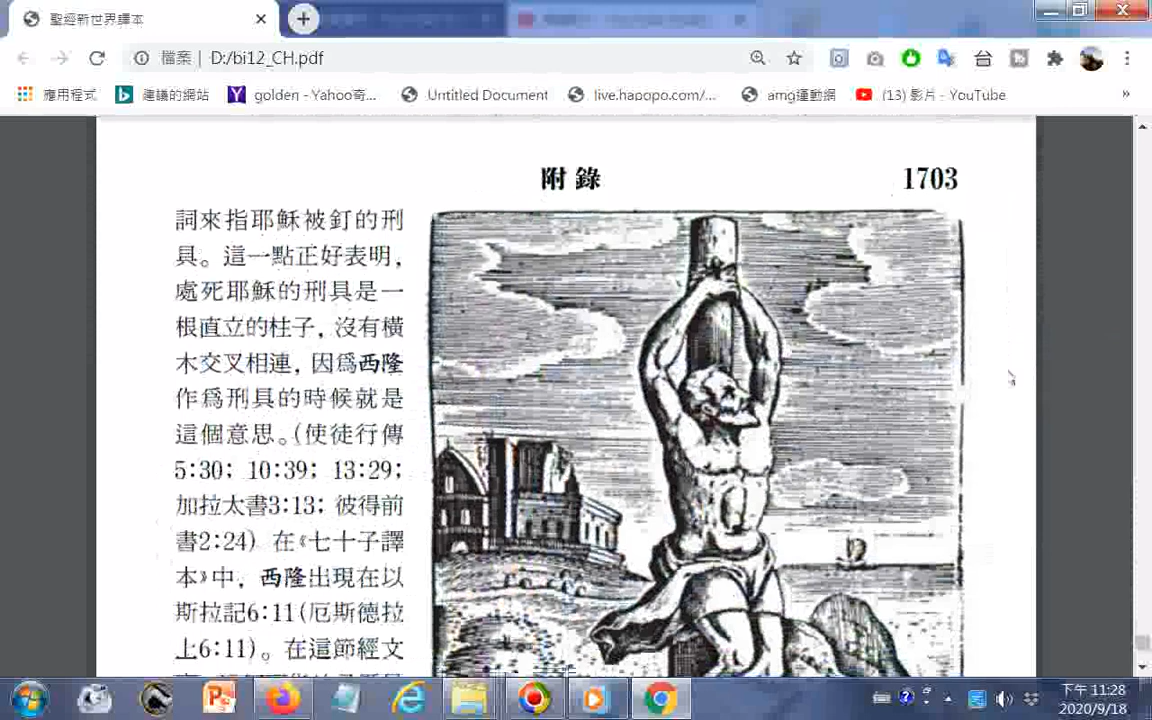 聖經新世界譯本
檔案 | D:/bi12_CH.pdf
應用程式 建議的網站 golden - Yahoo奇... Untitled Document live.hapopo.com/... amg運動網 (13) 影片 - YouTube »
附錄 1703
詞來指耶穌被釘的刑
具。這一點正好表明,
處死耶穌的刑具是一
根直立的柱子, 沒有橫
木交叉相連, 因爲西隆
作爲刑具的時候就是
這個意思。(使徒行傳
5:30; 10:39; 13:29;
加拉太書3:13; 彼得前
書2:24) 在《七十子譯
本》中, 西隆出現在以
斯拉記6:11(厄斯德拉
上6:11)。在這節經文
下午 11:28
2020/9/18